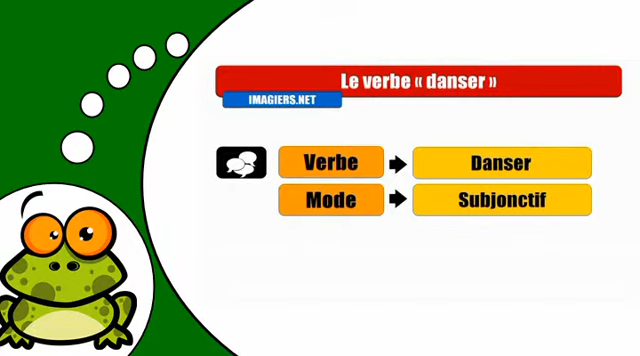 Le verbe « danser »
IMAGIERS.NET
Verbe Danser
Mode Subjonctif